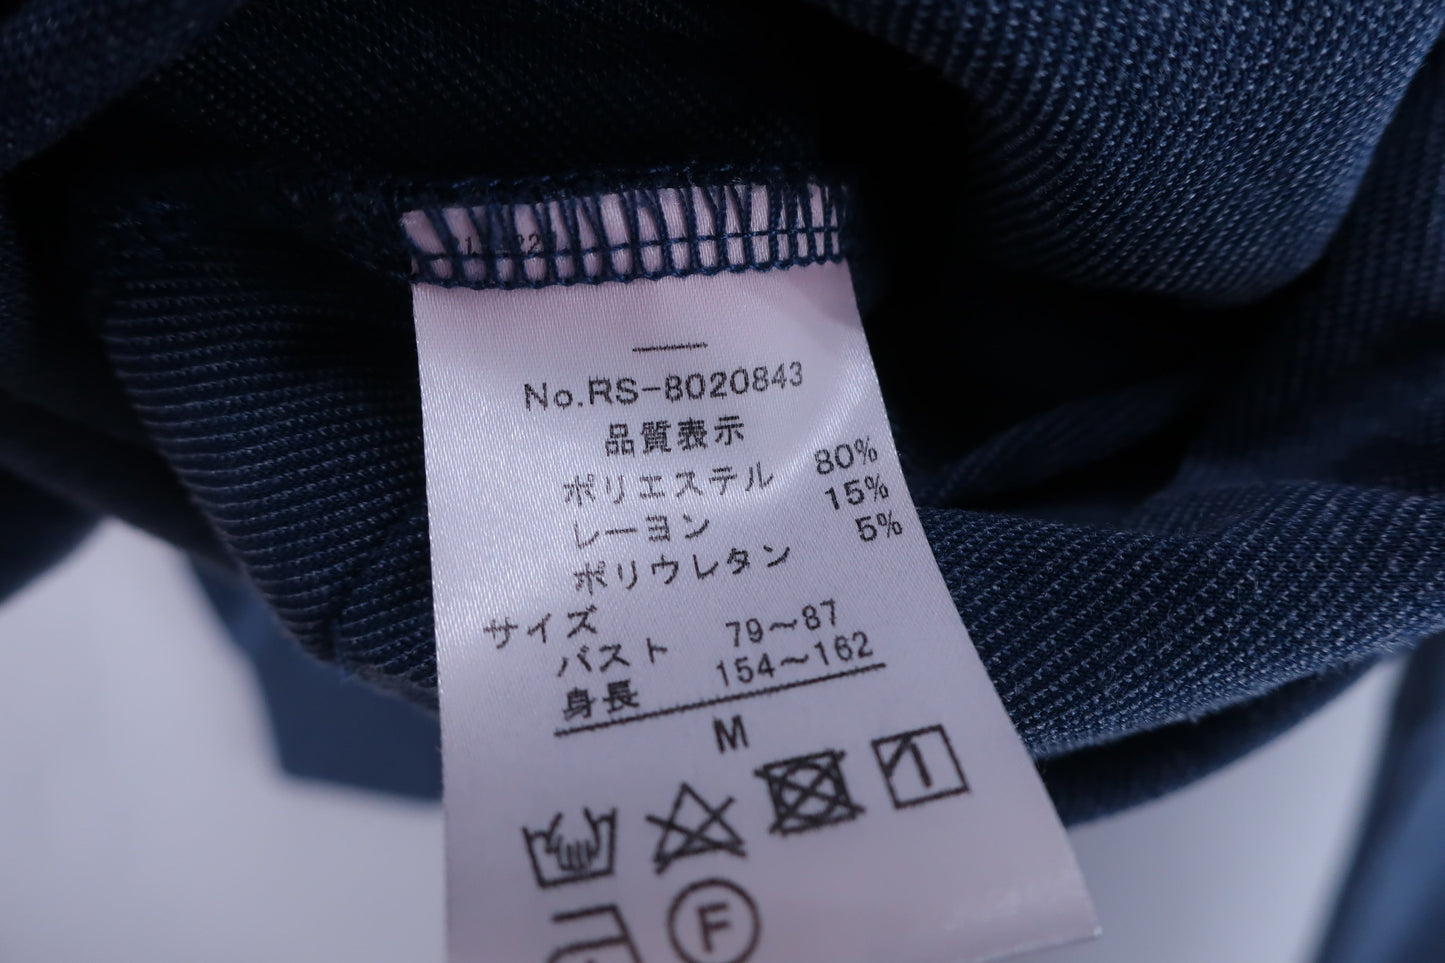 No.RS-8020843
品質表示
ポリエステル 80%
レーヨン 15%
ポリウレタン 5%
サイズ
バスト 79〜87
身長 154〜162
M
F